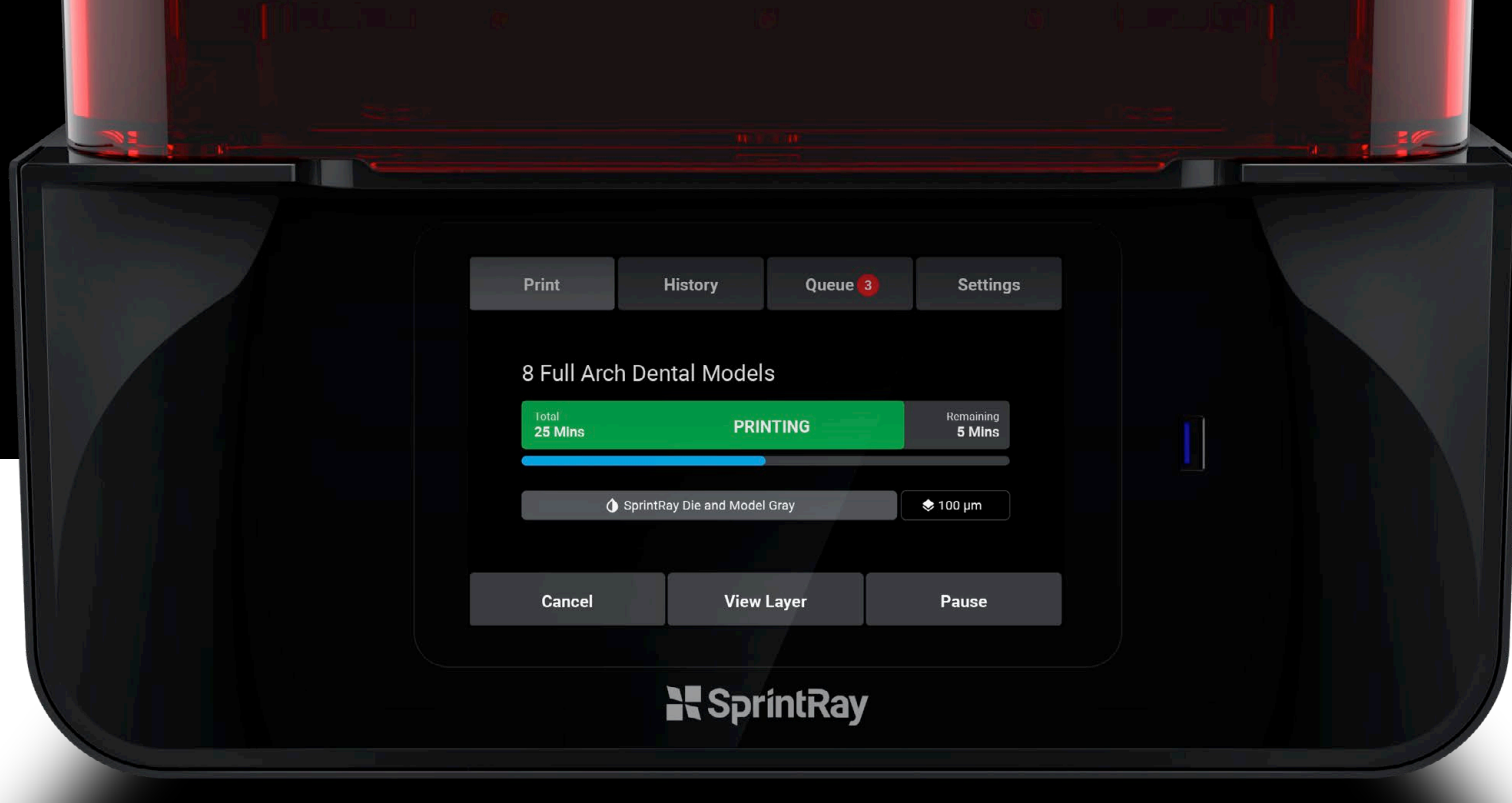 Print History Queue 3 Settings
8 Full Arch Dental Models
Total Remaining
25 Mins PRINTING 5 Mins
SprintRay Die and Model Gray 100 µm
Cancel View Layer Pause
SprintRay